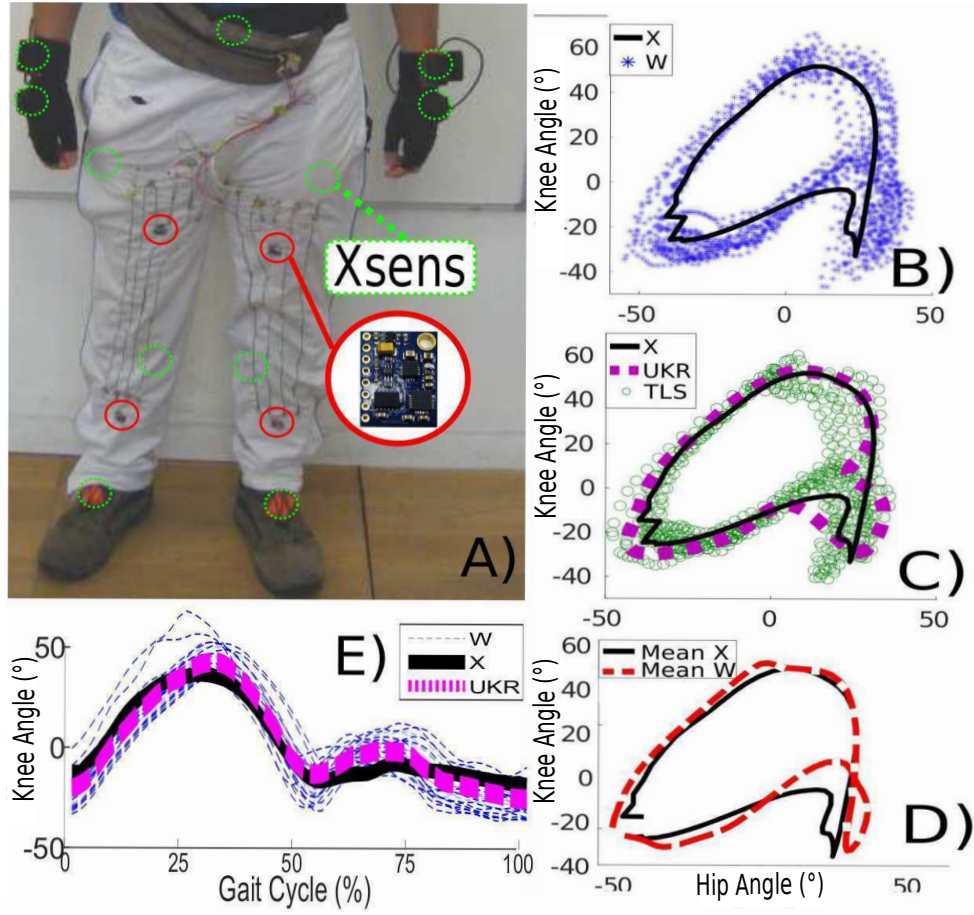 Xsens
A)
X
W
Knee Angle (°)
60
40
20
0
-20
-40
-50
0
50
B)
X
UKR
TLS
Knee Angle (°)
60
40
20
0
-20
-40
-50
0
50
C)
E)
W
X
UKR
Knee Angle (°)
50
0
-50
0
25
50
75
100
Gait Cycle (%)
Mean X
Mean W
Knee Angle (°)
60
40
20
0
-20
-40
-50
Hip Angle (°)
50
D)